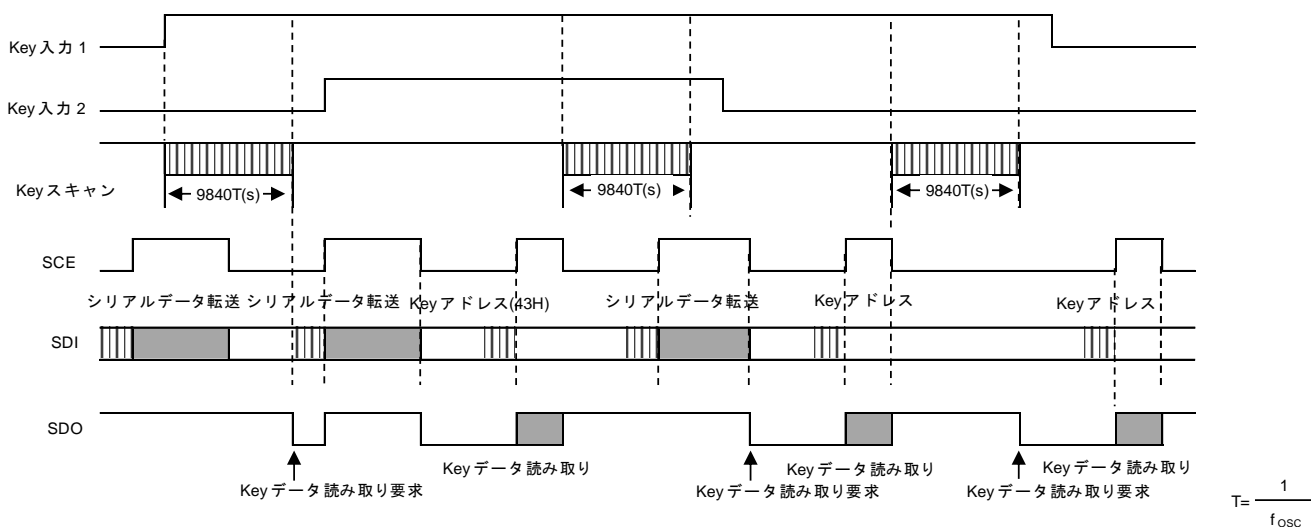 Key入力1
Key入力2
Keyスキャン
9840T(s)
9840T(s)
9840T(s)
SCE
シリアルデータ転送
シリアルデータ転送
Keyアドレス(43H)
シリアルデータ転送
Keyアドレス
Keyアドレス
SDI
SDO
Keyデータ読み取り
Keyデータ読み取り
Keyデータ読み取り
Keyデータ読み取り要求
Keyデータ読み取り要求
Keyデータ読み取り要求
T= 1
fOSC